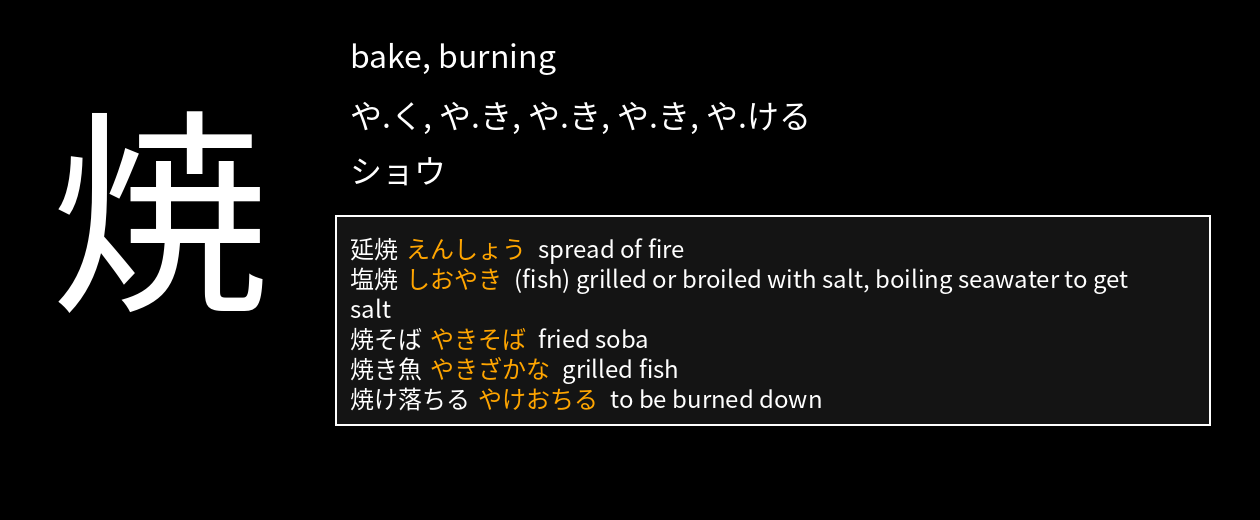 焼
bake, burning
や.く, や.き, や.き, や.き, や.ける
ショウ
延焼 えんしょう spread of fire
塩焼 しおやき (fish) grilled or broiled with salt, boiling seawater to get
salt
焼そば やきそば fried soba
焼き魚 やきざかな grilled fish
焼け落ちる やけおちる to be burned down